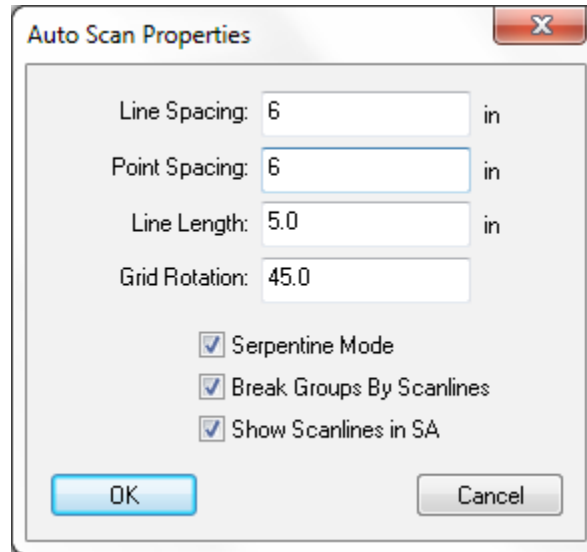 Auto Scan Properties
Line Spacing: 6 in
Point Spacing: 6 in
Line Length: 5.0 in
Grid Rotation: 45.0
Serpentine Mode
Break Groups By Scanlines
Show Scanlines in SA
OK Cancel